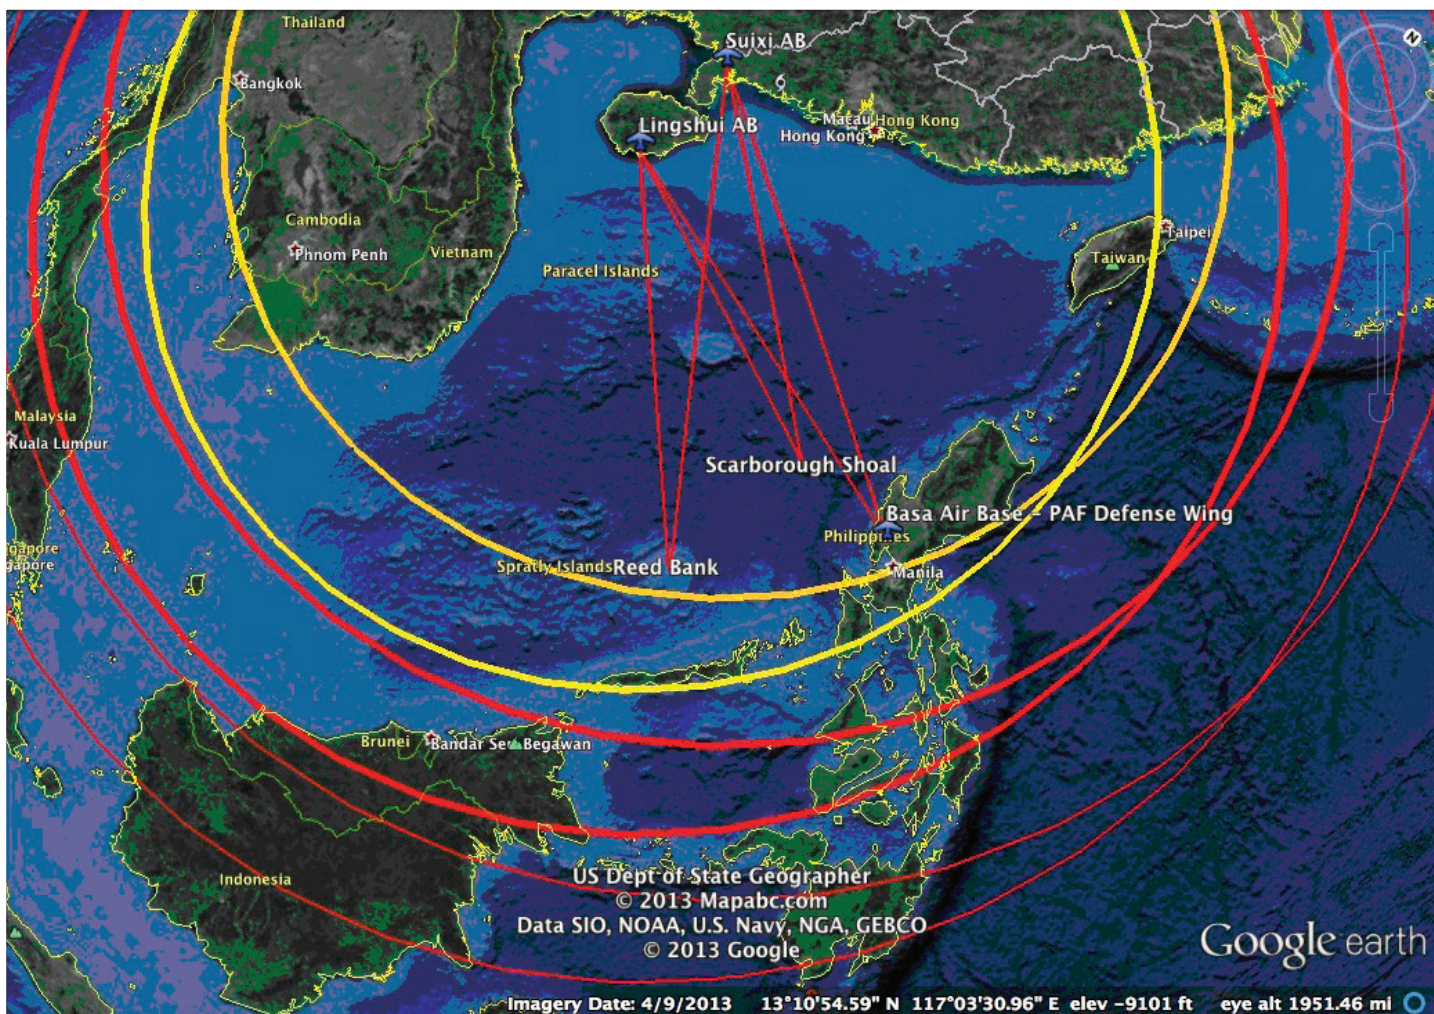 Thailand
Suixi AB
Bangkok
Lingshui AB
Macau Hong Kong
Hong Kong
Cambodia
Phnom Penh
Vietnam
Paracel Islands
Taipei
Taiwan
Malaysia
Kuala Lumpur
Scarborough Shoal
Basa Air Base - PAF Defense Wing
Philippines
Spratly Islands Reed Bank
Manila
Brunei
Bandar Se Begawan
Indonesia
US Dept of State Geographer
© 2013 Mapabc.com
Data SIO, NOAA, U.S. Navy, NGA, GEBCO
© 2013 Google
Google earth
Imagery Date: 4/9/2013 13°10'54.59" N 117°03'30.96" E elev -9101 ft eye alt 1951.46 mi
N